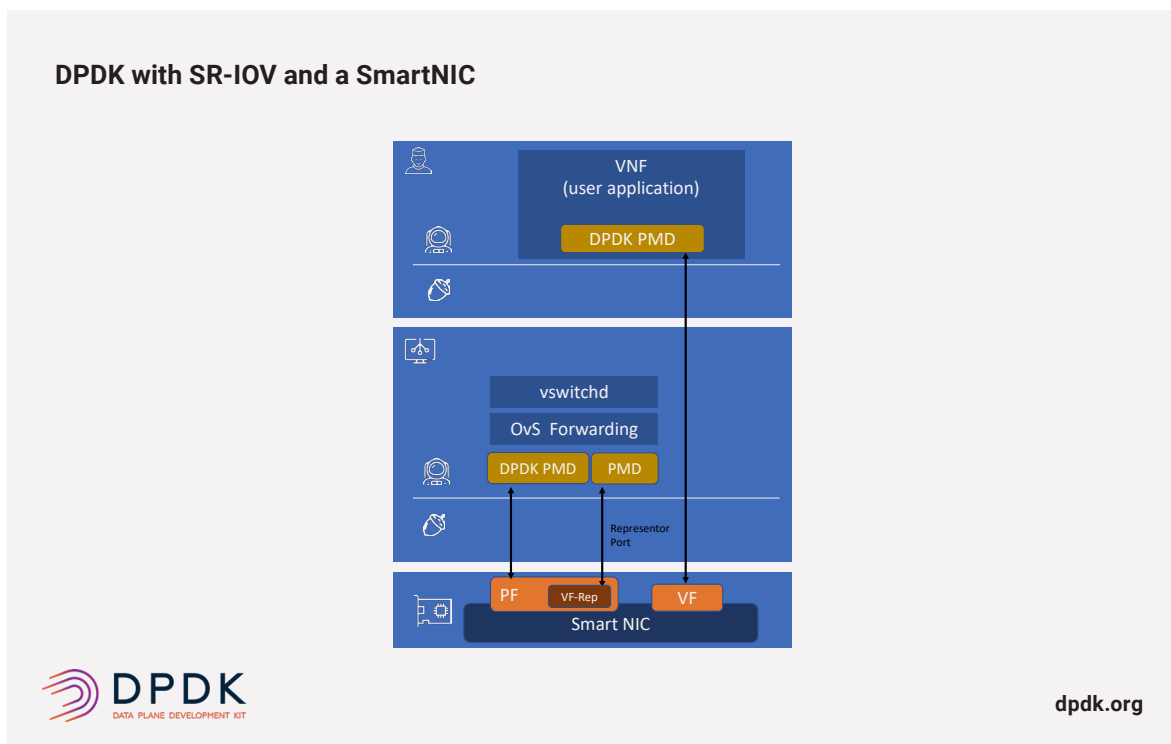 DPDK with SR-IOV and a SmartNIC
VNF
(user application)
DPDK PMD
vswitchd
OvS Forwarding
DPDK PMD
PMD
Representor
Port
PF
VF-Rep
VF
Smart NIC
DPDK
DATA PLANE DEVELOPMENT KIT
dpdk.org